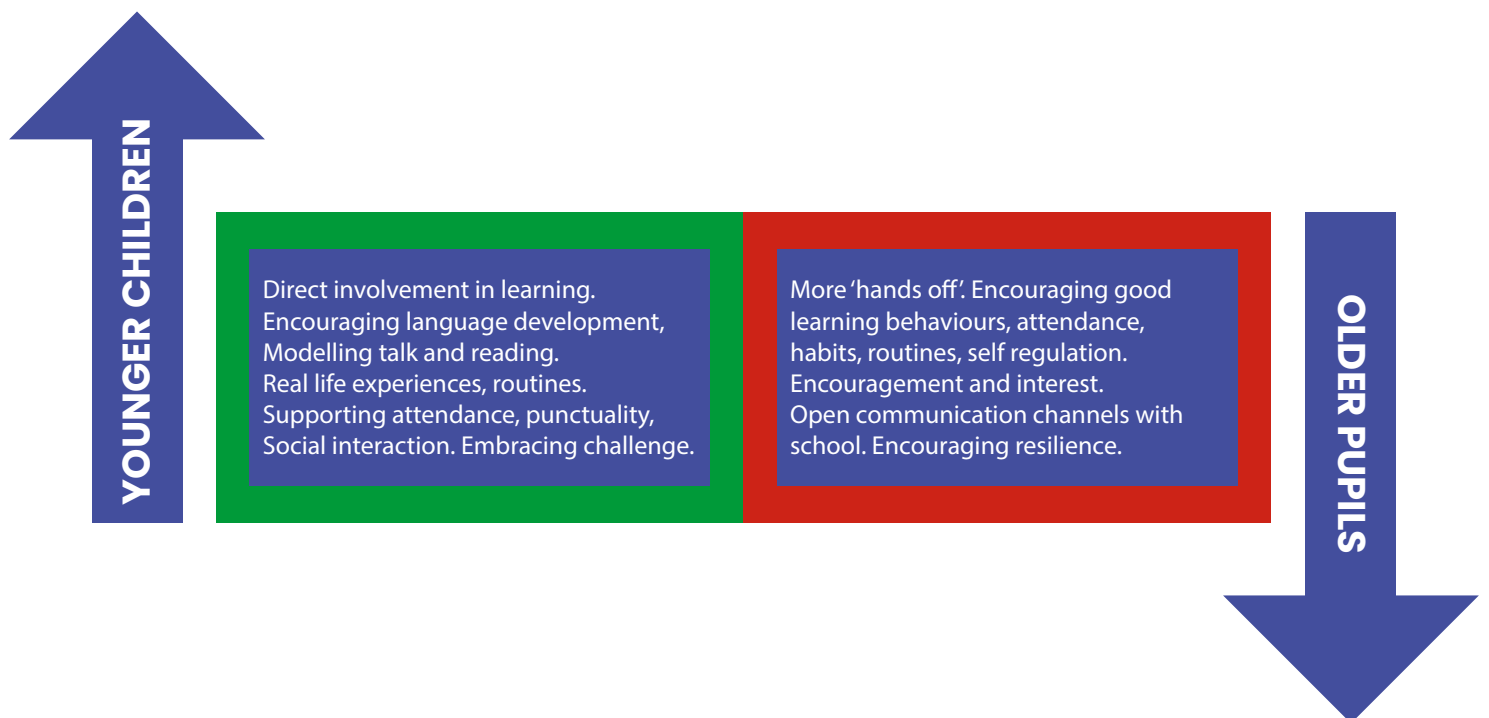 YOUNGER CHILDREN
Direct involvement in learning.
Encouraging language development,
Modelling talk and reading.
Real life experiences, routines.
Supporting attendance, punctuality,
Social interaction. Embracing challenge.
More ‘hands off’. Encouraging good
learning behaviours, attendance,
habits, routines, self regulation.
Encouragement and interest.
Open communication channels with
school. Encouraging resilience.
OLDER PUPILS